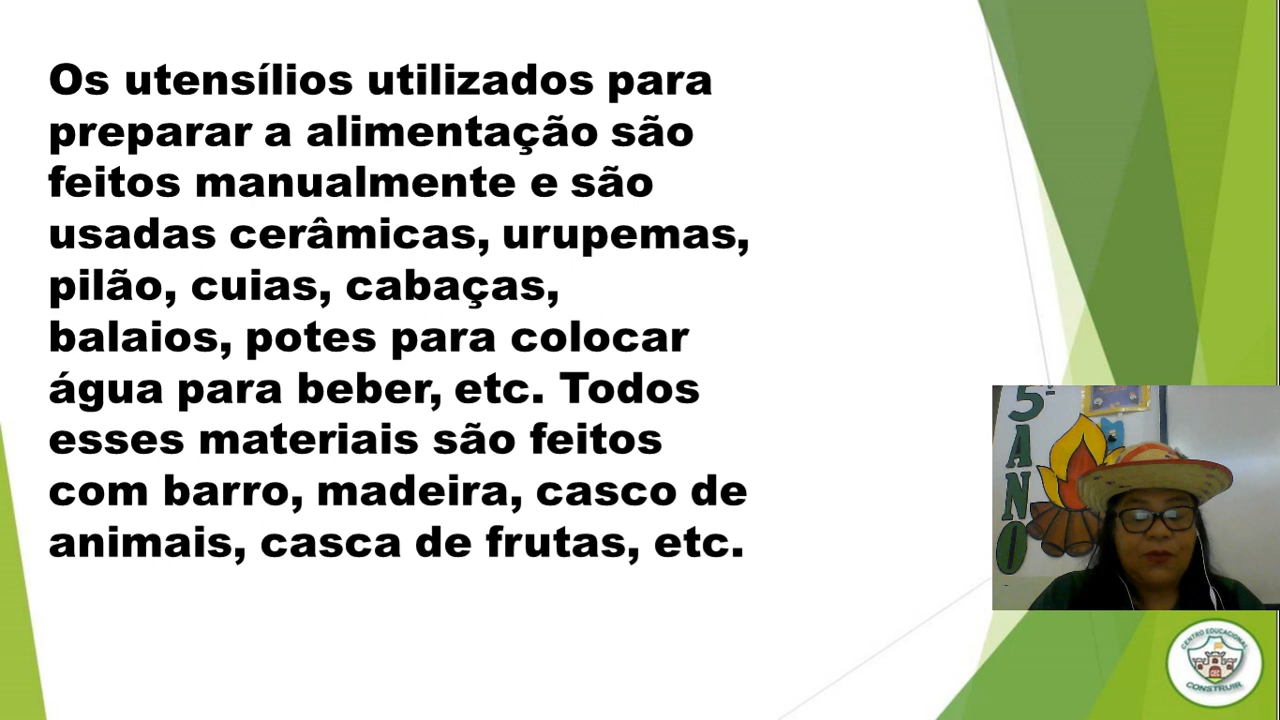 Os utensílios utilizados para
preparar a alimentação são
feitos manualmente e são
usadas cerâmicas, urupemas,
pilão, cuias, cabaças,
balaios, potes para colocar
água para beber, etc. Todos
esses materiais são feitos
com barro, madeira, casco de
animais, casca de frutas, etc.
5º
ANO
CENTRO EDUCACIONAL
CONSTRUIR